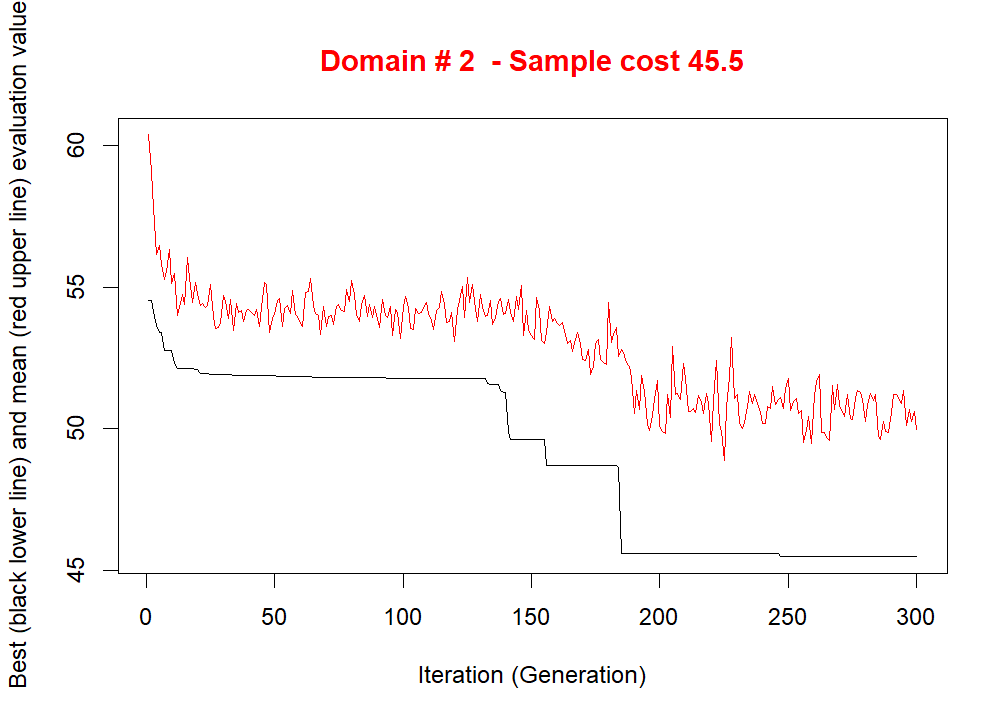 Domain # 2  - Sample cost 45.5
Best (black lower line) and mean (red upper line) evaluation value
60
55
50
45
0 50 100 150 200 250 300
Iteration (Generation)